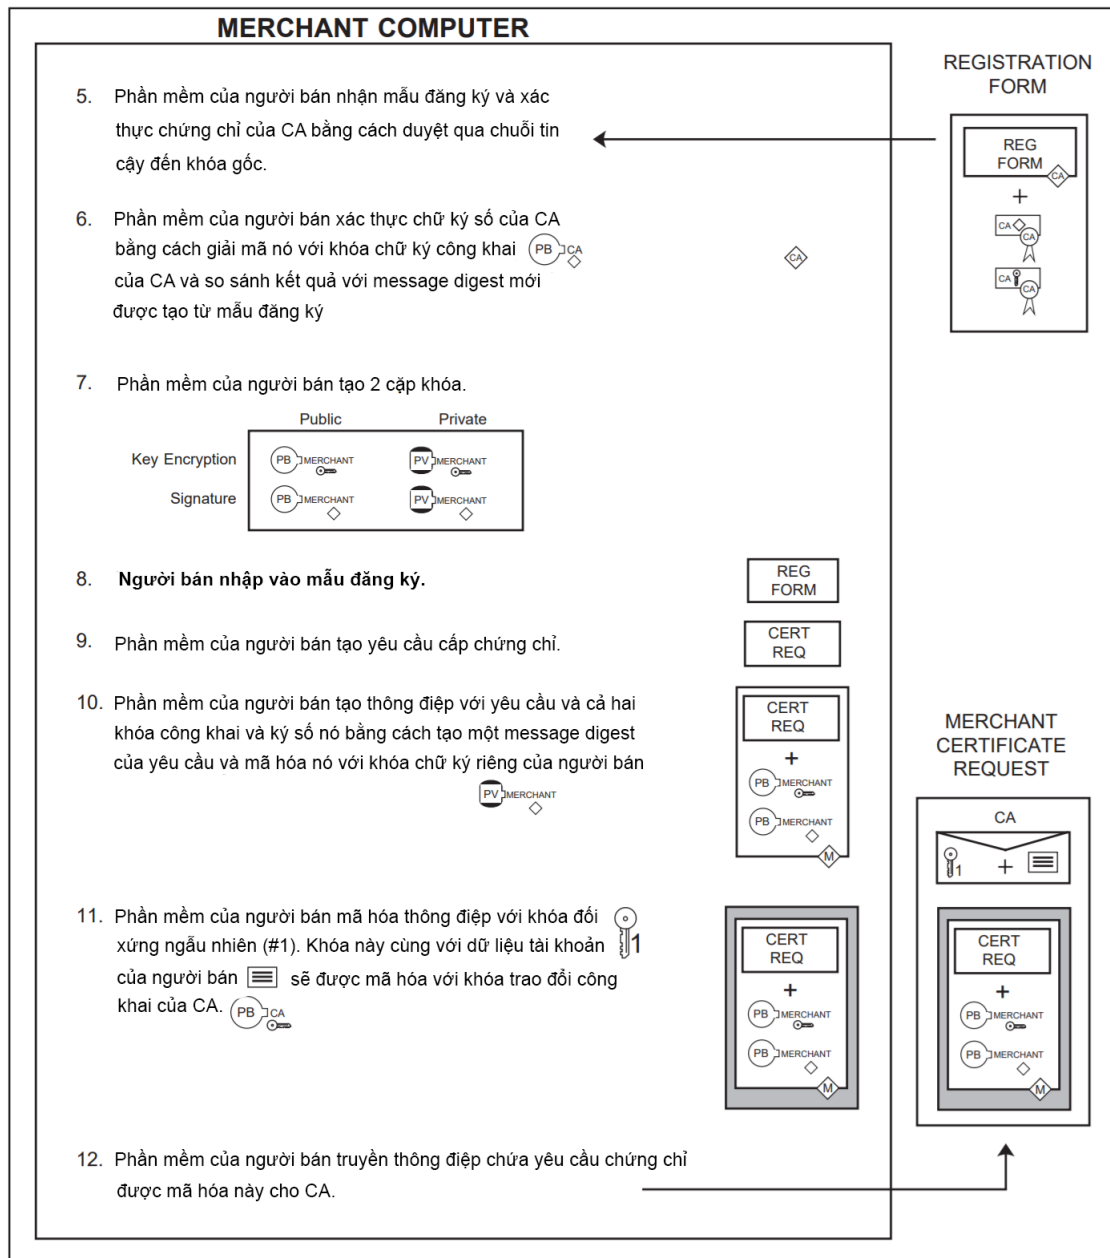 MERCHANT COMPUTER
REGISTRATION
FORM
5. Phần mềm của người bán nhận mẫu đăng ký và xác
thực chứng chỉ của CA bằng cách duyệt qua chuỗi tin
cậy đến khóa gốc.
REG
FORM
CA
+
CA
CA
CA
CA
6. Phần mềm của người bán xác thực chữ ký số của CA
bằng cách giải mã nó với khóa chữ ký công khai PB CA
của CA và so sánh kết quả với message digest mới
được tạo từ mẫu đăng ký
CA
7. Phần mềm của người bán tạo 2 cặp khóa.
Public Private
Key Encryption PB MERCHANT PV MERCHANT
Signature PB MERCHANT PV MERCHANT
8. Người bán nhập vào mẫu đăng ký.
REG
FORM
9. Phần mềm của người bán tạo yêu cầu cấp chứng chỉ.
CERT
REQ
10. Phần mềm của người bán tạo thông điệp với yêu cầu và cả hai
khóa công khai và ký số nó bằng cách tạo một message digest
của yêu cầu và mã hóa nó với khóa chữ ký riêng của người bán
PV MERCHANT
CERT
REQ
+
PB MERCHANT
PB MERCHANT
M
MERCHANT
CERTIFICATE
REQUEST
CA
1 +
11. Phần mềm của người bán mã hóa thông điệp với khóa đối
xứng ngẫu nhiên (#1). Khóa này cùng với dữ liệu tài khoản 1
của người bán sẽ được mã hóa với khóa trao đổi công
khai của CA. PB CA
CERT
REQ
+
PB MERCHANT
PB MERCHANT
M
CERT
REQ
+
PB MERCHANT
PB MERCHANT
M
12. Phần mềm của người bán truyền thông điệp chứa yêu cầu chứng chỉ
được mã hóa này cho CA.